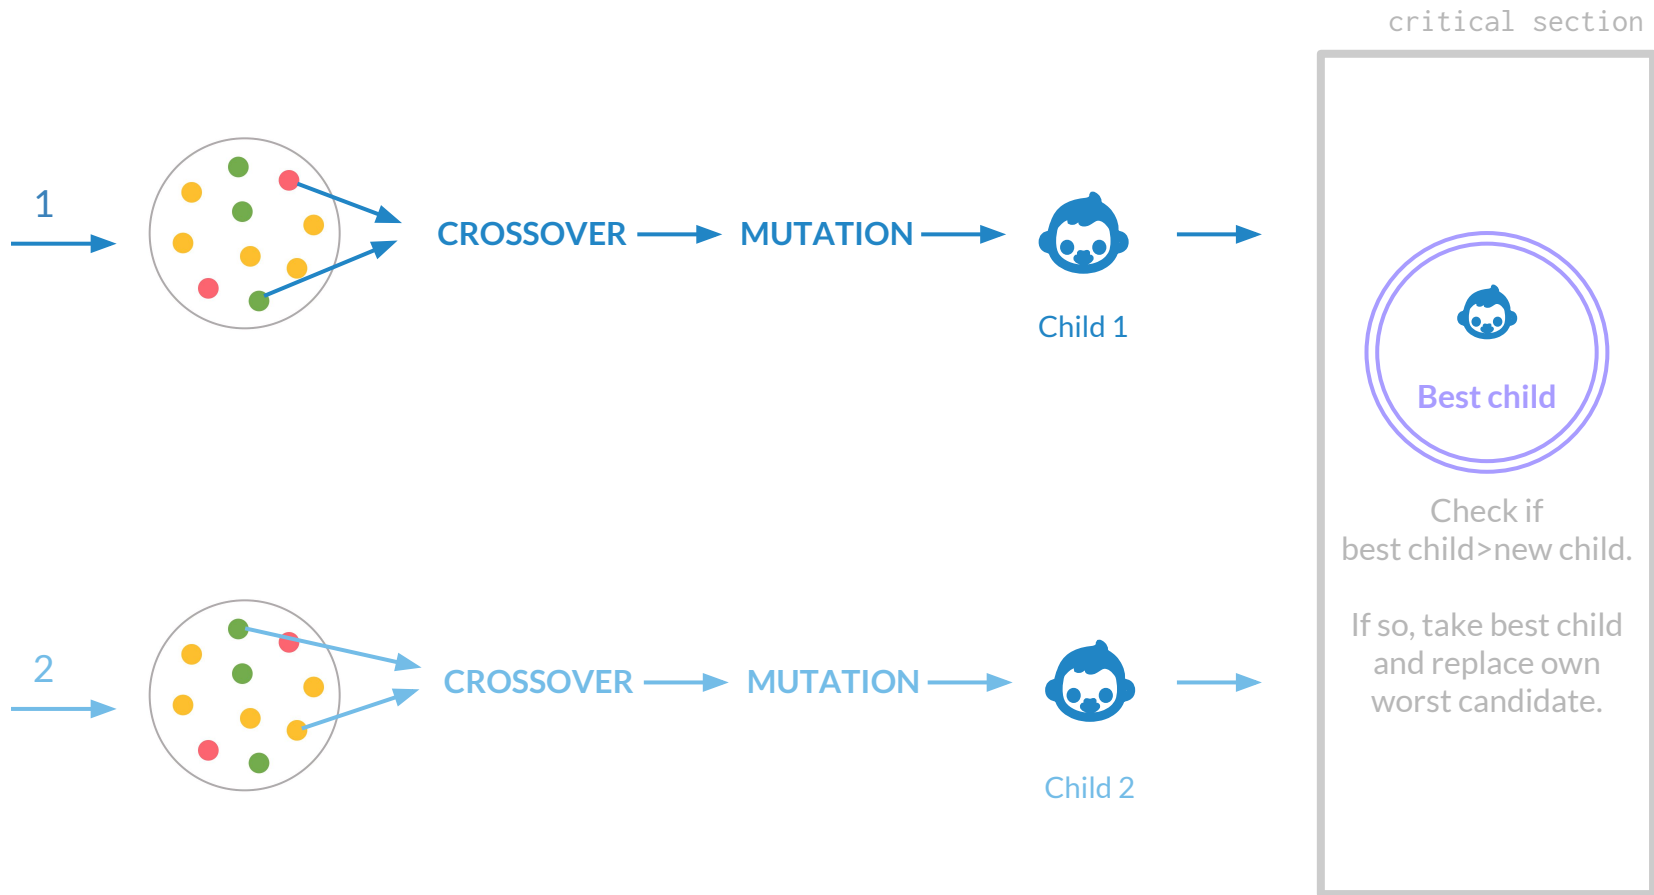 critical section
1
CROSSOVER
MUTATION
Child 1
Best child
Check if
best child>new child.
If so, take best child
and replace own
worst candidate.
2
CROSSOVER
MUTATION
Child 2